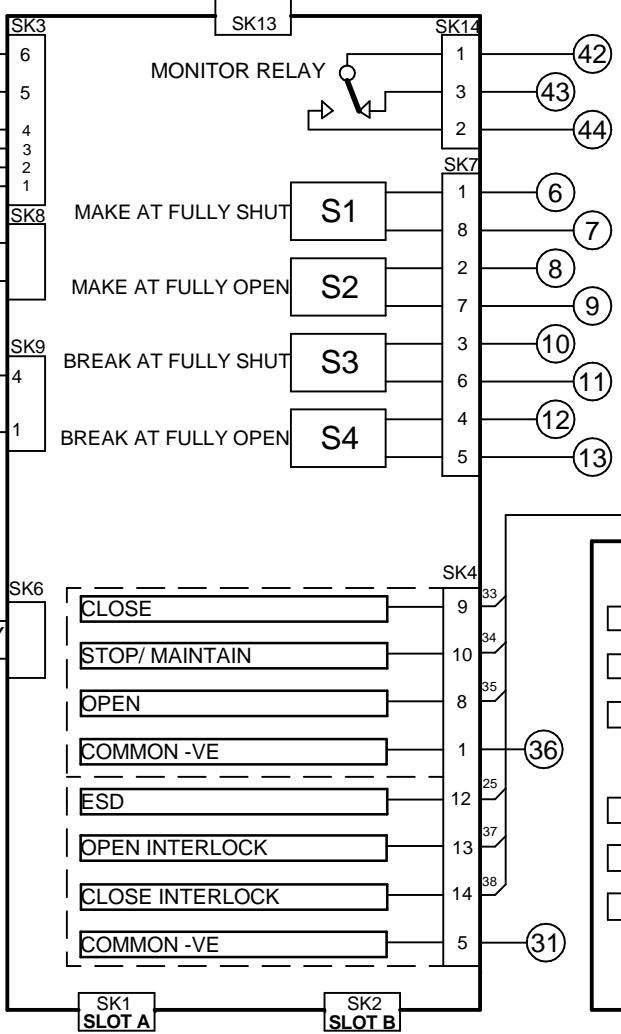 SK13
SK3
SK14
6
5
4
3
2
1
MONITOR RELAY
1
42
3
43
2
44
SK7
MAKE AT FULLY SHUT
S1
1
6
8
7
SK8
MAKE AT FULLY OPEN
S2
2
8
7
9
SK9
4
1
BREAK AT FULLY SHUT
S3
3
10
6
11
BREAK AT FULLY OPEN
S4
4
12
5
13
SK6
SK4
CLOSE
9
33
STOP/ MAINTAIN
10
34
OPEN
8
35
COMMON -VE
1
36
ESD
12
25
OPEN INTERLOCK
13
37
CLOSE INTERLOCK
14
38
COMMON -VE
5
31
SK1
SLOT A
SK2
SLOT B